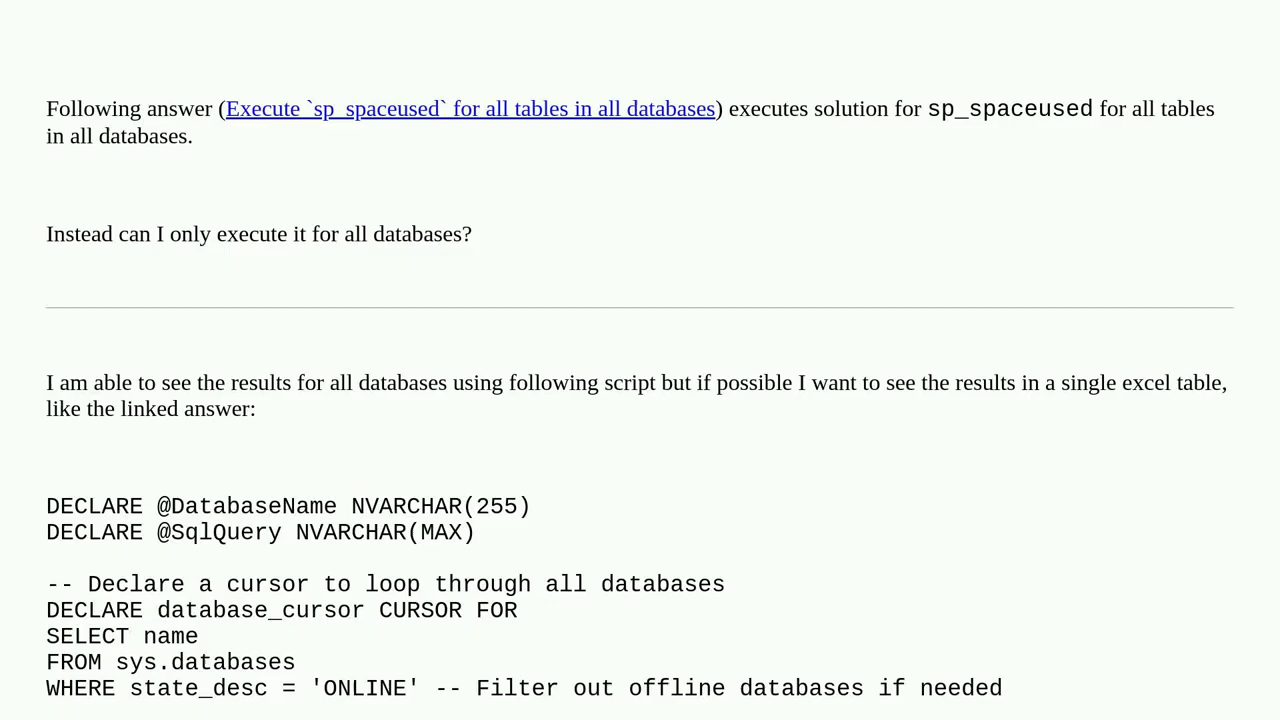 Following answer (Execute `sp_spaceused` for all tables in all databases) executes solution for sp_spaceused for all tables
in all databases.
Instead can I only execute it for all databases?
I am able to see the results for all databases using following script but if possible I want to see the results in a single excel table,
like the linked answer:
DECLARE @DatabaseName NVARCHAR(255)
DECLARE @SqlQuery NVARCHAR(MAX)
-- Declare a cursor to loop through all databases
DECLARE database_cursor CURSOR FOR
SELECT name
FROM sys.databases
WHERE state_desc = 'ONLINE' -- Filter out offline databases if needed